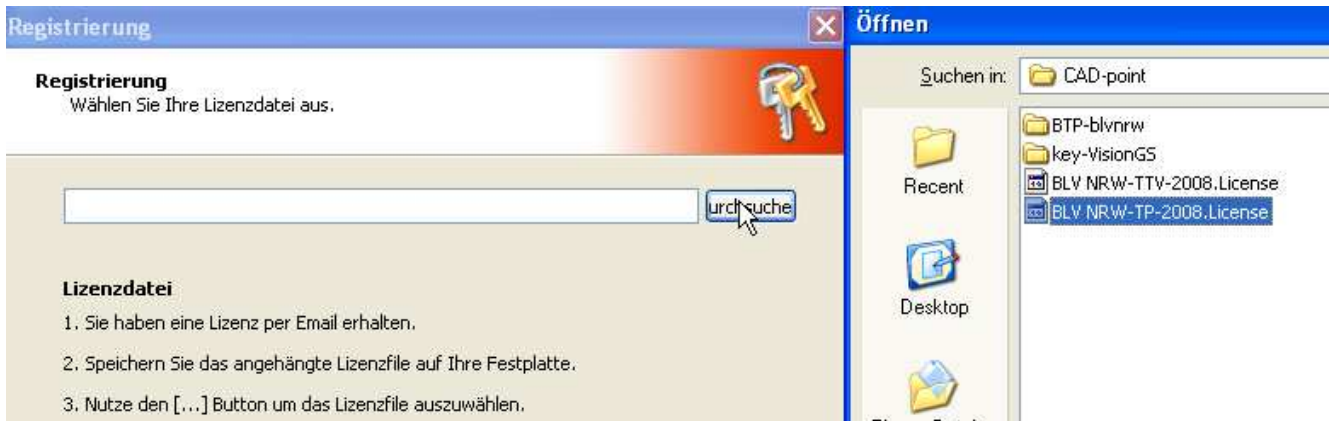 Registrierung
Registrierung
Wählen Sie Ihre Lizenzdatei aus.
urchsuche
Lizenzdatei
1. Sie haben eine Lizenz per Email erhalten.
2. Speichern Sie das angehängte Lizenzfile auf Ihre Festplatte.
3. Nutze den [...] Button um das Lizenzfile auszuwählen.
Öffnen
Suchen in: CAD-point
Recent
Desktop
BTP-blvnrw
key-VisionGS
BLV NRW-TTV-2008.License
BLV NRW-TP-2008.License